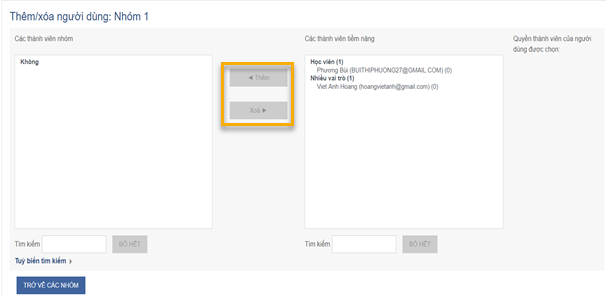 Thêm/xóa người dùng: Nhóm 1
Các thành viên nhóm
Không
◄ Thêm
Xoá ►
Tìm kiếm
BỎ HẾT
Tuỳ biến tìm kiếm ›
Các thành viên tiềm năng
Học viên (1)
Phương Bùi (BUITHIPHUONG27@GMAIL.COM) (0)
Nhiều vai trò (1)
Viet Anh Hoang (hoangvietanh@gmail.com) (0)
Tìm kiếm
BỎ HẾT
Quyền thành viên của người
dùng được chọn:
TRỞ VỀ CÁC NHÓM